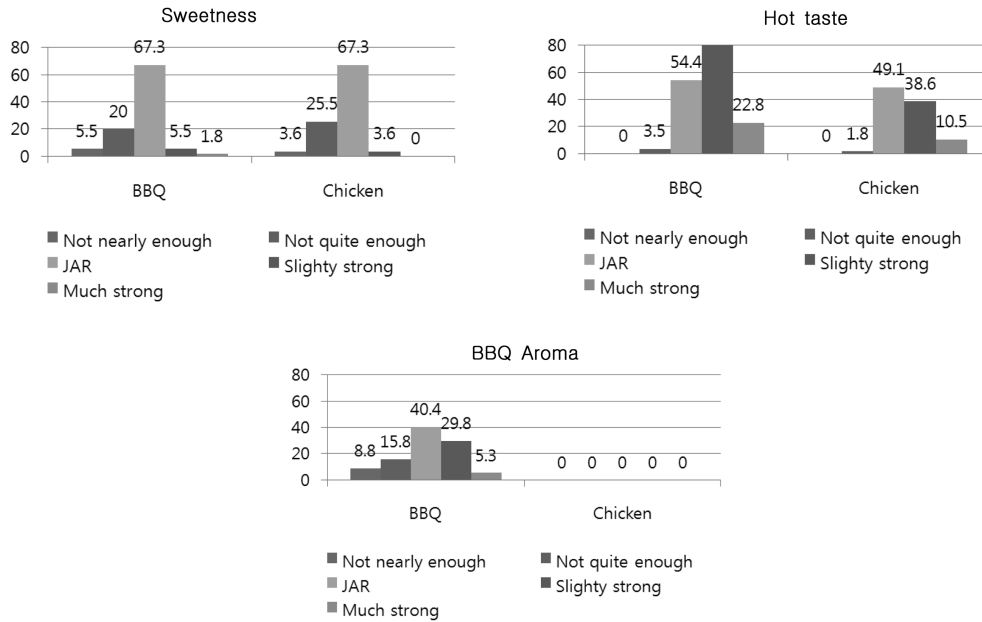 Sweetness
80
60
40
20
0
5.5 20 67.3 5.5 1.8
3.6 25.5 67.3 3.6 0
BBQ Chicken
Not nearly enough Not quite enough
JAR Slighty strong
Much strong
Hot taste
80
60
40
20
0
0 3.5 54.4 22.8
0 1.8 49.1 38.6 10.5
BBQ Chicken
Not nearly enough Not quite enough
JAR Slighty strong
Much strong
BBQ Aroma
80
60
40
20
0
8.8 15.8 40.4 29.8 5.3
0 0 0 0 0
BBQ Chicken
Not nearly enough Not quite enough
JAR Slighty strong
Much strong